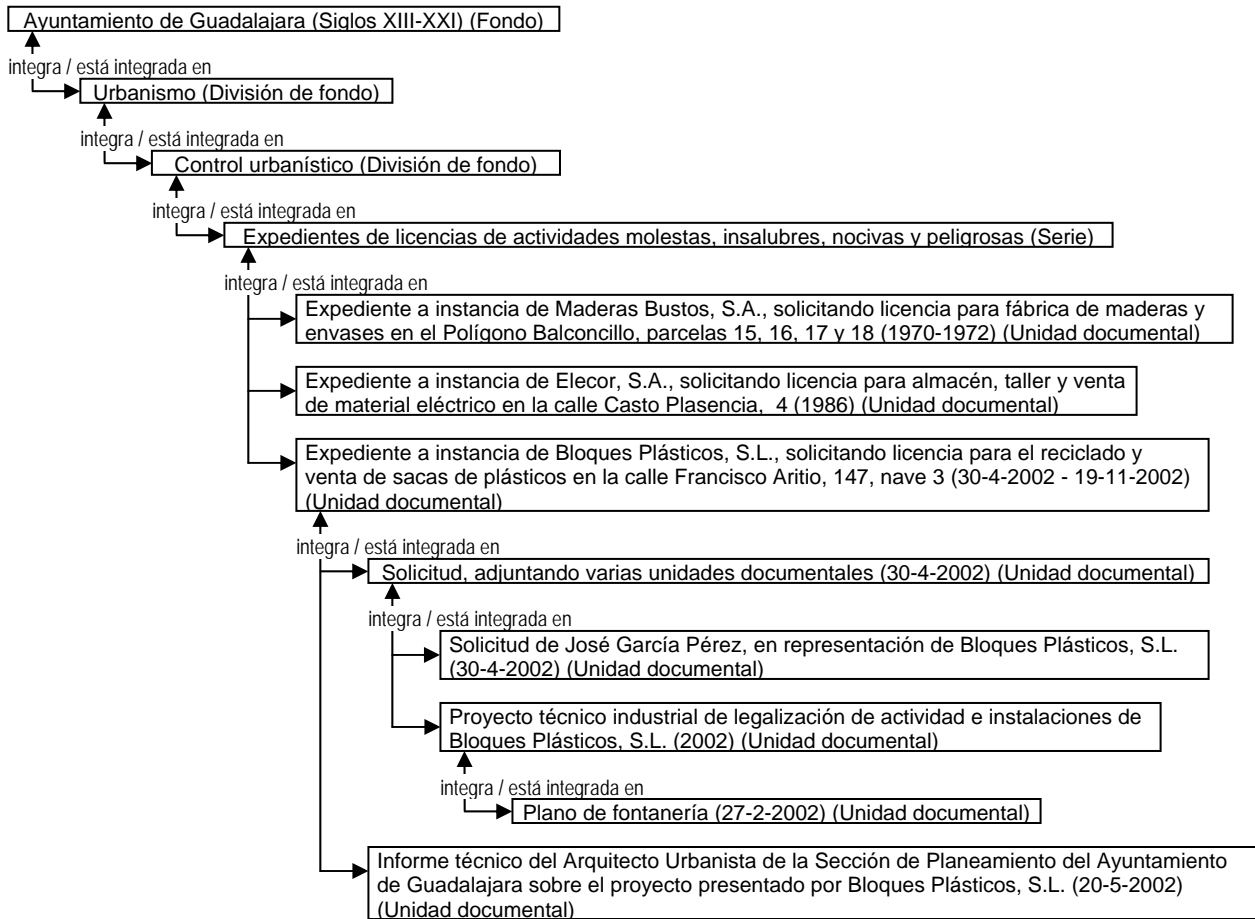 Ayuntamiento de Guadalajara (Siglos XIII-XXI) (Fondo)
integra / está integrada en
Urbanismo (División de fondo)
integra / está integrada en
Control urbanístico (División de fondo)
integra / está integrada en
Expedientes de licencias de actividades molestas, insalubres, nocivas y peligrosas (Serie)
integra / está integrada en
Expediente a instancia de Maderas Bustos, S.A., solicitando licencia para fábrica de maderas y
envases en el Polígono Balconcillo, parcelas 15, 16, 17 y 18 (1970-1972) (Unidad documental)
Expediente a instancia de Elecor, S.A., solicitando licencia para almacén, taller y venta
de material eléctrico en la calle Casto Plasencia, 4 (1986) (Unidad documental)
Expediente a instancia de Bloques Plásticos, S.L., solicitando licencia para el reciclado y
venta de sacas de plásticos en la calle Francisco Aritio, 147, nave 3 (30-4-2002 - 19-11-2002)
(Unidad documental)
integra / está integrada en
Solicitud, adjuntando varias unidades documentales (30-4-2002) (Unidad documental)
integra / está integrada en
Solicitud de José García Pérez, en representación de Bloques Plásticos, S.L.
(30-4-2002) (Unidad documental)
Proyecto técnico industrial de legalización de actividad e instalaciones de
Bloques Plásticos, S.L. (2002) (Unidad documental)
integra / está integrada en
Plano de fontanería (27-2-2002) (Unidad documental)
Informe técnico del Arquitecto Urbanista de la Sección de Planeamiento del Ayuntamiento
de Guadalajara sobre el proyecto presentado por Bloques Plásticos, S.L. (20-5-2002)
(Unidad documental)